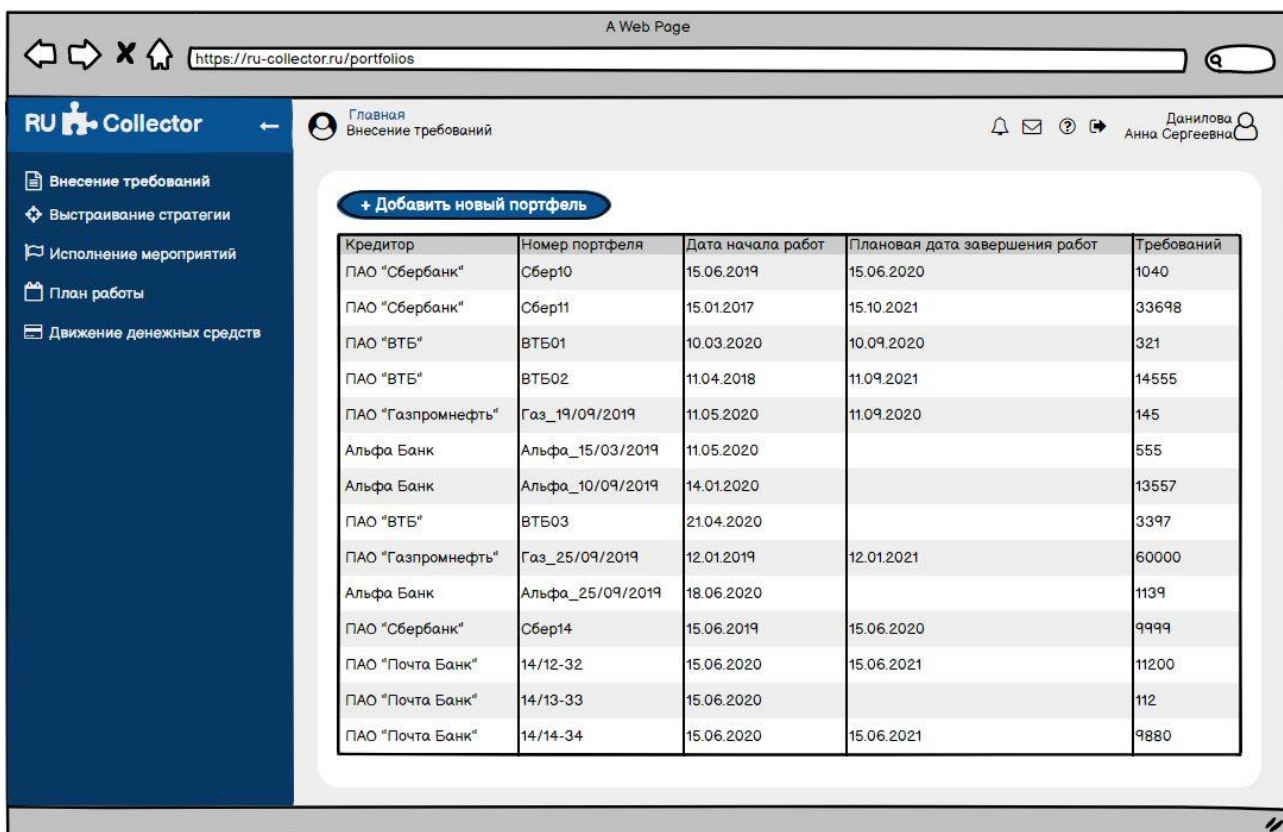 A Web Page
https://ru-collector.ru/portfolios
RU Collector
Главная
Внесение требований
Данилова
Анна Сергеевна
Внесение требований
Выстраивание стратегии
Исполнение мероприятий
План работы
Движение денежных средств
+ Добавить новый портфель
Кредитор Номер портфеля Дата начала работ Плановая дата завершения работ Требований
ПАО "Сбербанк" Сбер10 15.06.2019 15.06.2020 1040
ПАО "Сбербанк" Сбер11 15.01.2017 15.10.2021 33698
ПАО "ВТБ" ВТБ01 10.03.2020 10.09.2020 321
ПАО "ВТБ" ВТБ02 11.04.2018 11.09.2021 14555
ПАО "Газпромнефть" Газ_19/09/2019 11.05.2020 11.09.2020 145
Альфа Банк Альфа_15/03/2019 11.05.2020 555
Альфа Банк Альфа_10/09/2019 14.01.2020 13557
ПАО "ВТБ" ВТБ03 21.04.2020 3397
ПАО "Газпромнефть" Газ_25/09/2019 12.01.2019 12.01.2021 60000
Альфа Банк Альфа_25/09/2019 18.06.2020 1139
ПАО "Сбербанк" Сбер14 15.06.2019 15.06.2020 9999
ПАО "Почта Банк" 14/12-32 15.06.2020 15.06.2021 11200
ПАО "Почта Банк" 14/13-33 15.06.2020 112
ПАО "Почта Банк" 14/14-34 15.06.2020 15.06.2021 9880